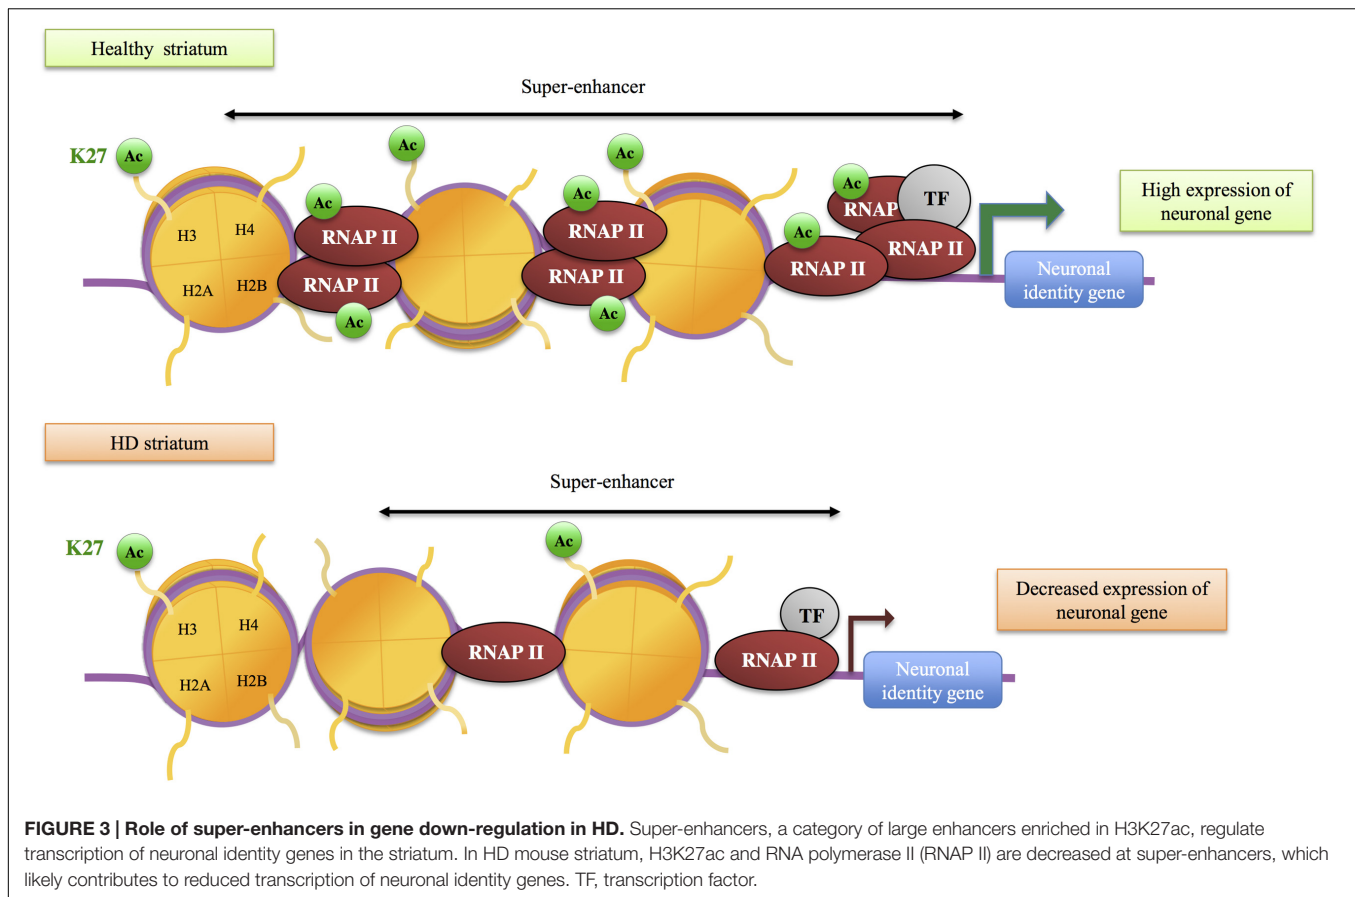 Healthy striatum
Super-enhancer
K27
Ac
Ac
Ac
Ac
Ac
Ac
H3
H4
H2A
H2B
RNAP II
RNAP II
Ac
RNAP II
RNAP II
Ac
Ac
RNAP
TF
RNAP II
RNAP II
High expression of
neuronal gene
Neuronal
identity gene
HD striatum
Super-enhancer
K27
Ac
Ac
H3
H4
H2A
H2B
RNAP II
TF
RNAP II
Decreased expression of
neuronal gene
Neuronal
identity gene
FIGURE 3 | Role of super-enhancers in gene down-regulation in HD. Super-enhancers, a category of large enhancers enriched in H3K27ac, regulate
transcription of neuronal identity genes in the striatum. In HD mouse striatum, H3K27ac and RNA polymerase II (RNAP II) are decreased at super-enhancers, which
likely contributes to reduced transcription of neuronal identity genes. TF, transcription factor.